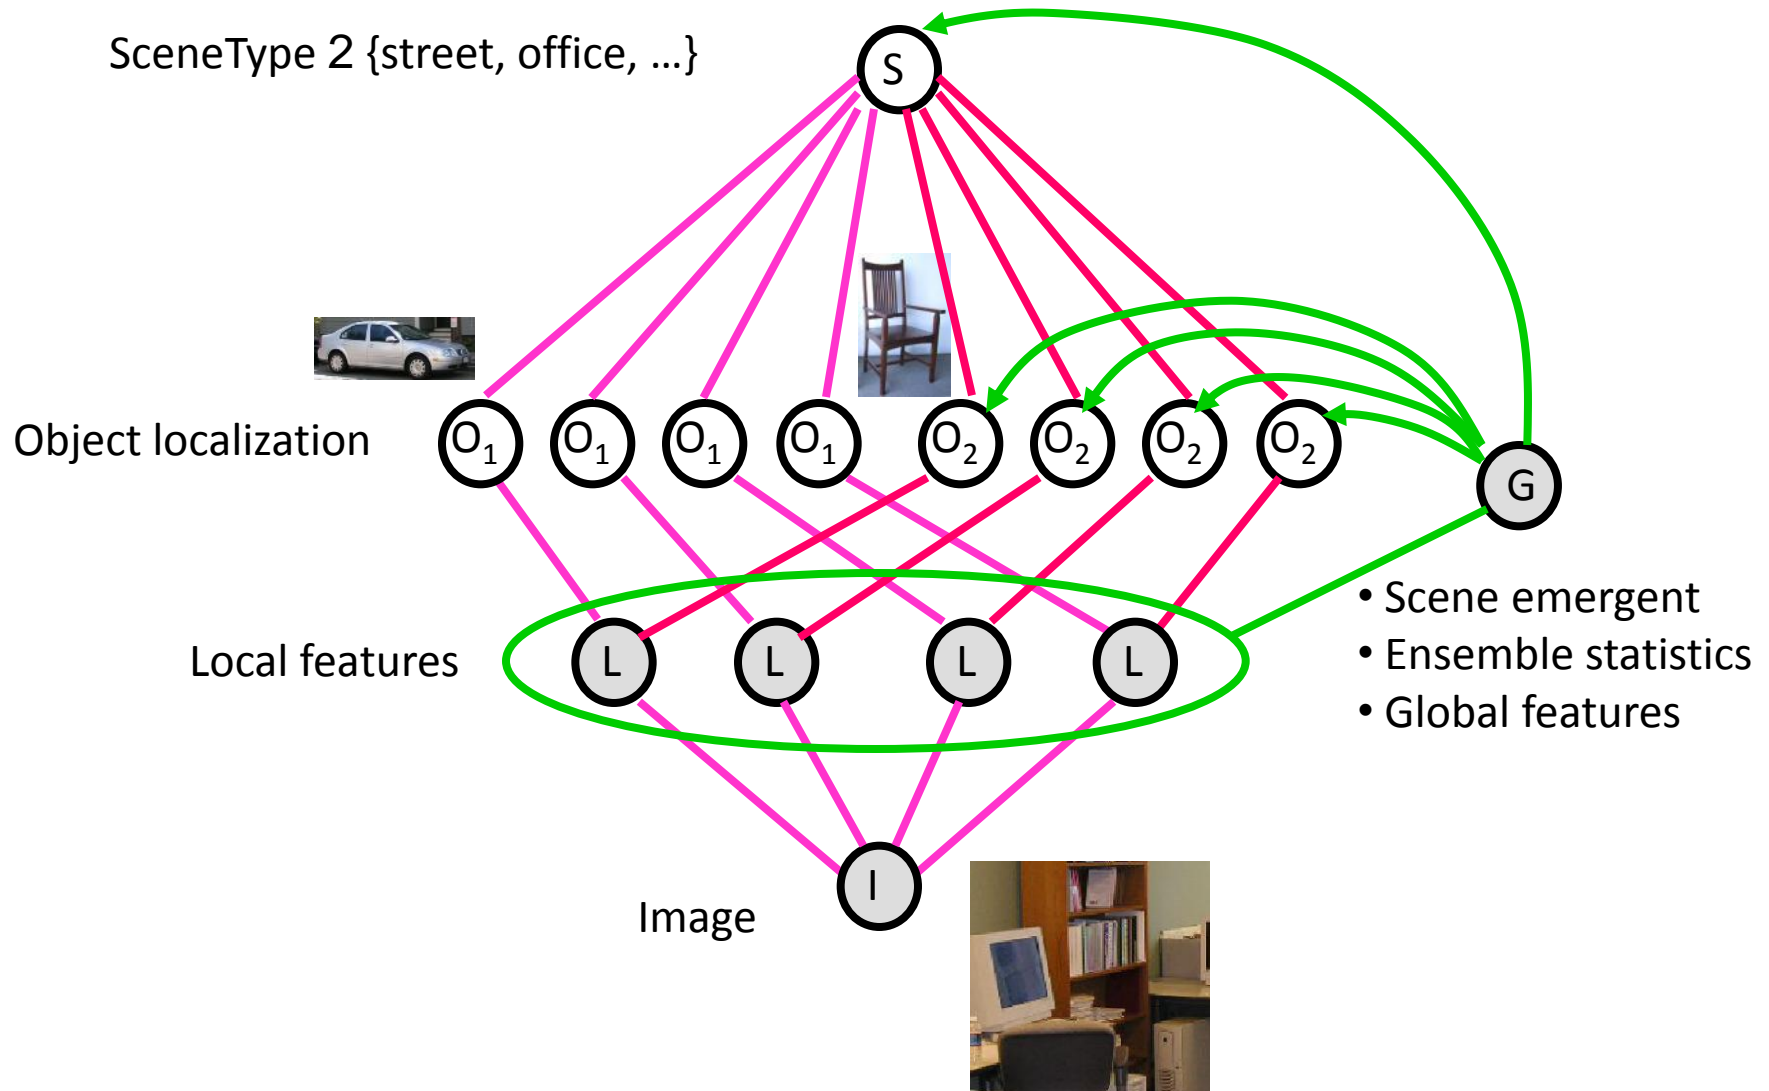 SceneType 2 {street, office, …}
S
Object localization
O1 O1 O1 O1 O2 O2 O2 O2
G
• Scene emergent
• Ensemble statistics
• Global features
Local features
L L L L
I
Image